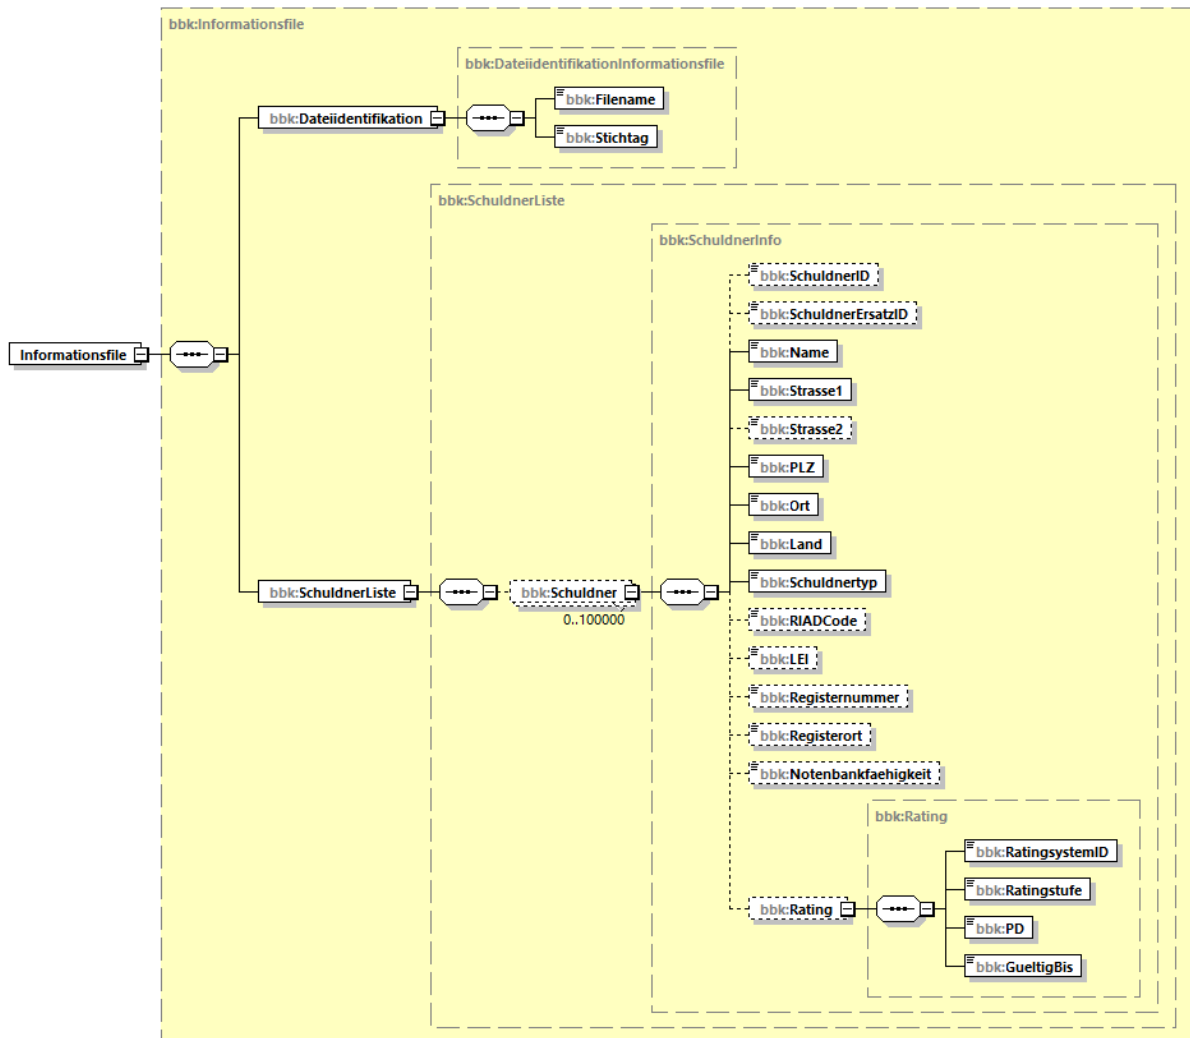 bbk:Informationsfile
bbk:DateiidentifikationInformationsfile
bbk:Filename
bbk:Dateiidentifikation
bbk:Stichtag
bbk:SchuldnerListe
bbk:SchuldnerInfo
bbk:SchuldnerID
bbk:SchuldnerErsatzID
Informationsfile
bbk:Name
bbk:Strasse1
bbk:Strasse2
bbk:PLZ
bbk:Ort
bbk:Land
bbk:SchuldnerListe
bbk:Schuldner
0..100000
bbk:Schuldnertyp
bbk:RIADCode
bbk:LEI
bbk:Registernummer
bbk:Registerort
bbk:Notenbankfaehigkeit
bbk:Rating
bbk:RatingsystemID
bbk:Ratingstufe
bbk:Rating
bbk:PD
bbk:GueltigBis